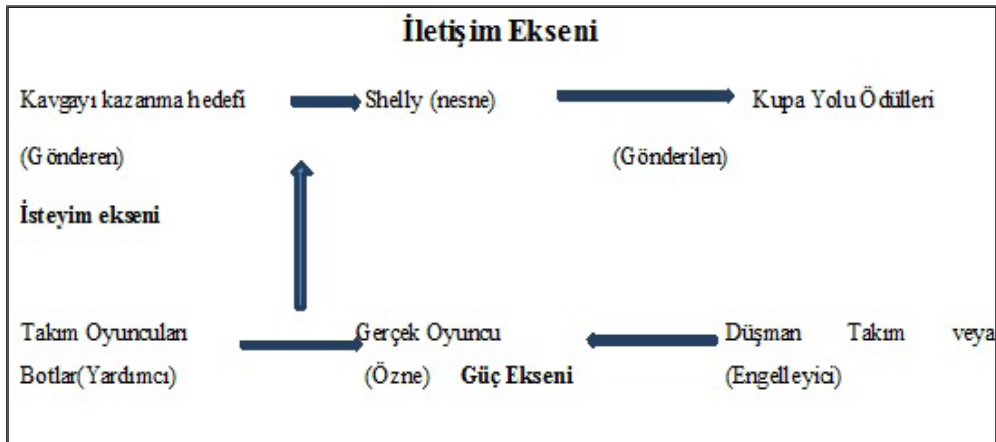 İletişim Ekseni
Kavgayı kazanma hedefi Shelly (nesne) Kupa Yolu Ödülleri
(Gönderen) (Gönderilen)
İsteyim ekseni
Takım Oyuncuları Gerçek Oyuncu Düşman Takım veya
Botlar(Yardımcı) (Özne) Güç Ekseni (Engelleyici)